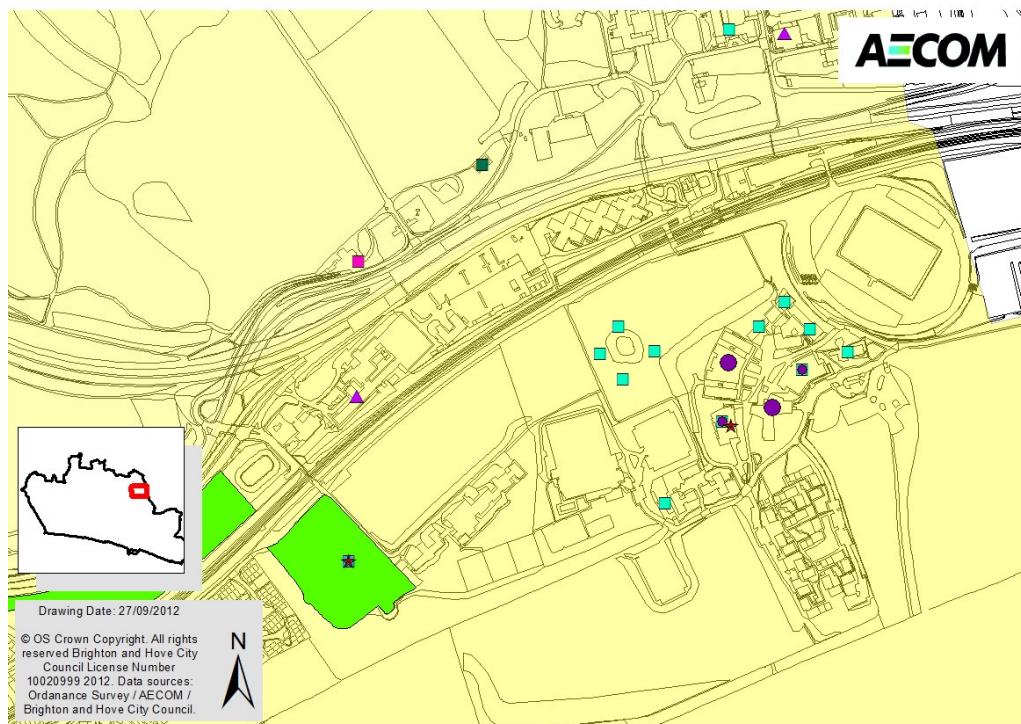 AECOM
Drawing Date: 27/09/2012
© OS Crown Copyright. All rights
reserved Brighton and Hove City
Council License Number
10020999 2012. Data sources:
Ordanance Survey / AECOM /
Brighton and Hove City Council.
N